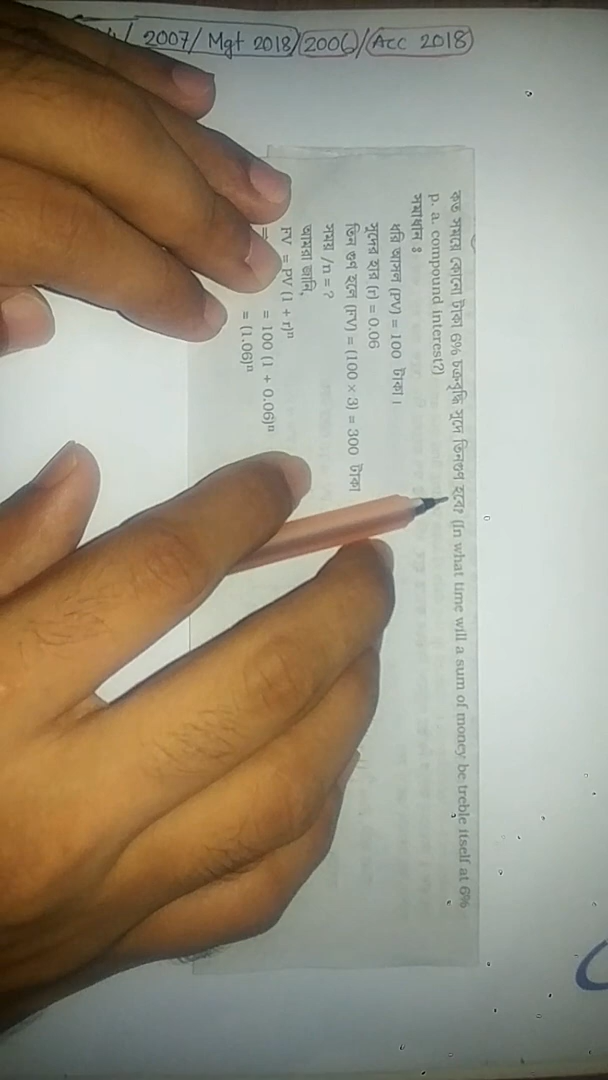 2007/ Mgt 2018/2006/Acc 2018
কত সময়ে কোনো টাকা 6% চক্রবৃদ্ধি সুদে তিনগুণ হবে? (In what time will a sum of money be treble itself at 6%
p. a. compound interest?)
সমাধান :
ধরি আসল (PV) = 100 টাকা।
সুদের হার (r) = 0.06
তিন গুণ হলে (FV) = (100 × 3) = 300 টাকা
সময় /n = ?
আমরা জানি,
FV = PV (1 + r)ⁿ
= 100 (1 + 0.06)ⁿ
= (1.06)ⁿ